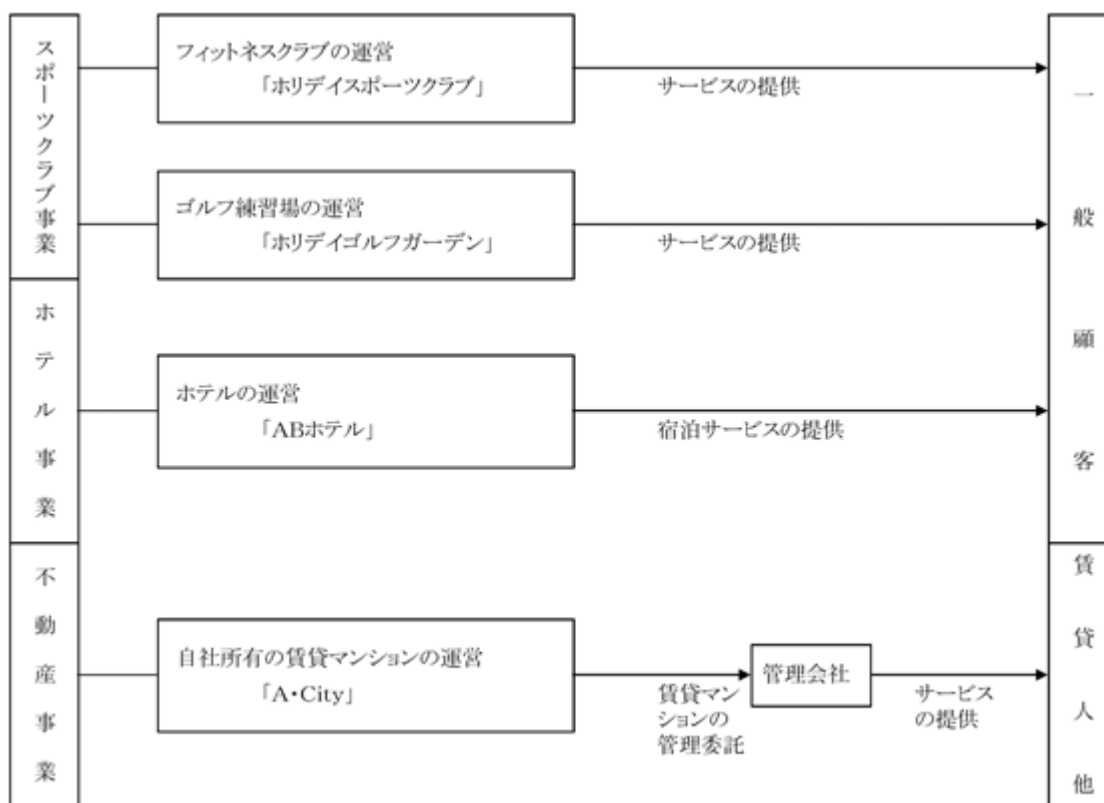 スポーツクラブ事業
フィットネスクラブの運営
「ホリデイスポーツクラブ」
サービスの提供
ゴルフ練習場の運営
「ホリデイゴルフガーデン」
サービスの提供
ホテル事業
ホテルの運営
「ABホテル」
宿泊サービスの提供
一般顧客
不動産事業
自社所有の賃貸マンションの運営
「A・City」
賃貸マン
ションの
管理委託
管理会社
サービス
の提供
賃貸人他